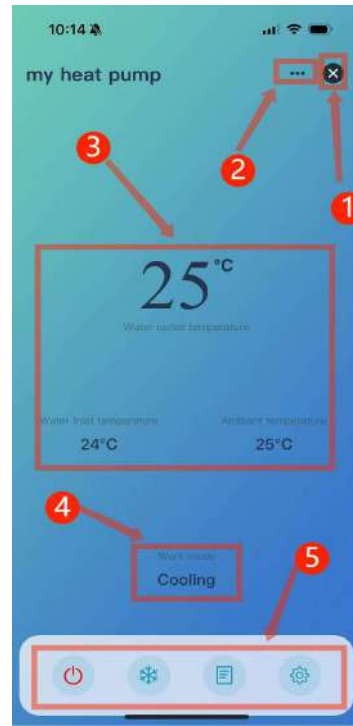 10:14
my heat pump
...
1
2
3
25°C
Water outlet temperature
Water Inlet temperature
Ambient temperature
24°C
25°C
4
Work mode
5
Cooling